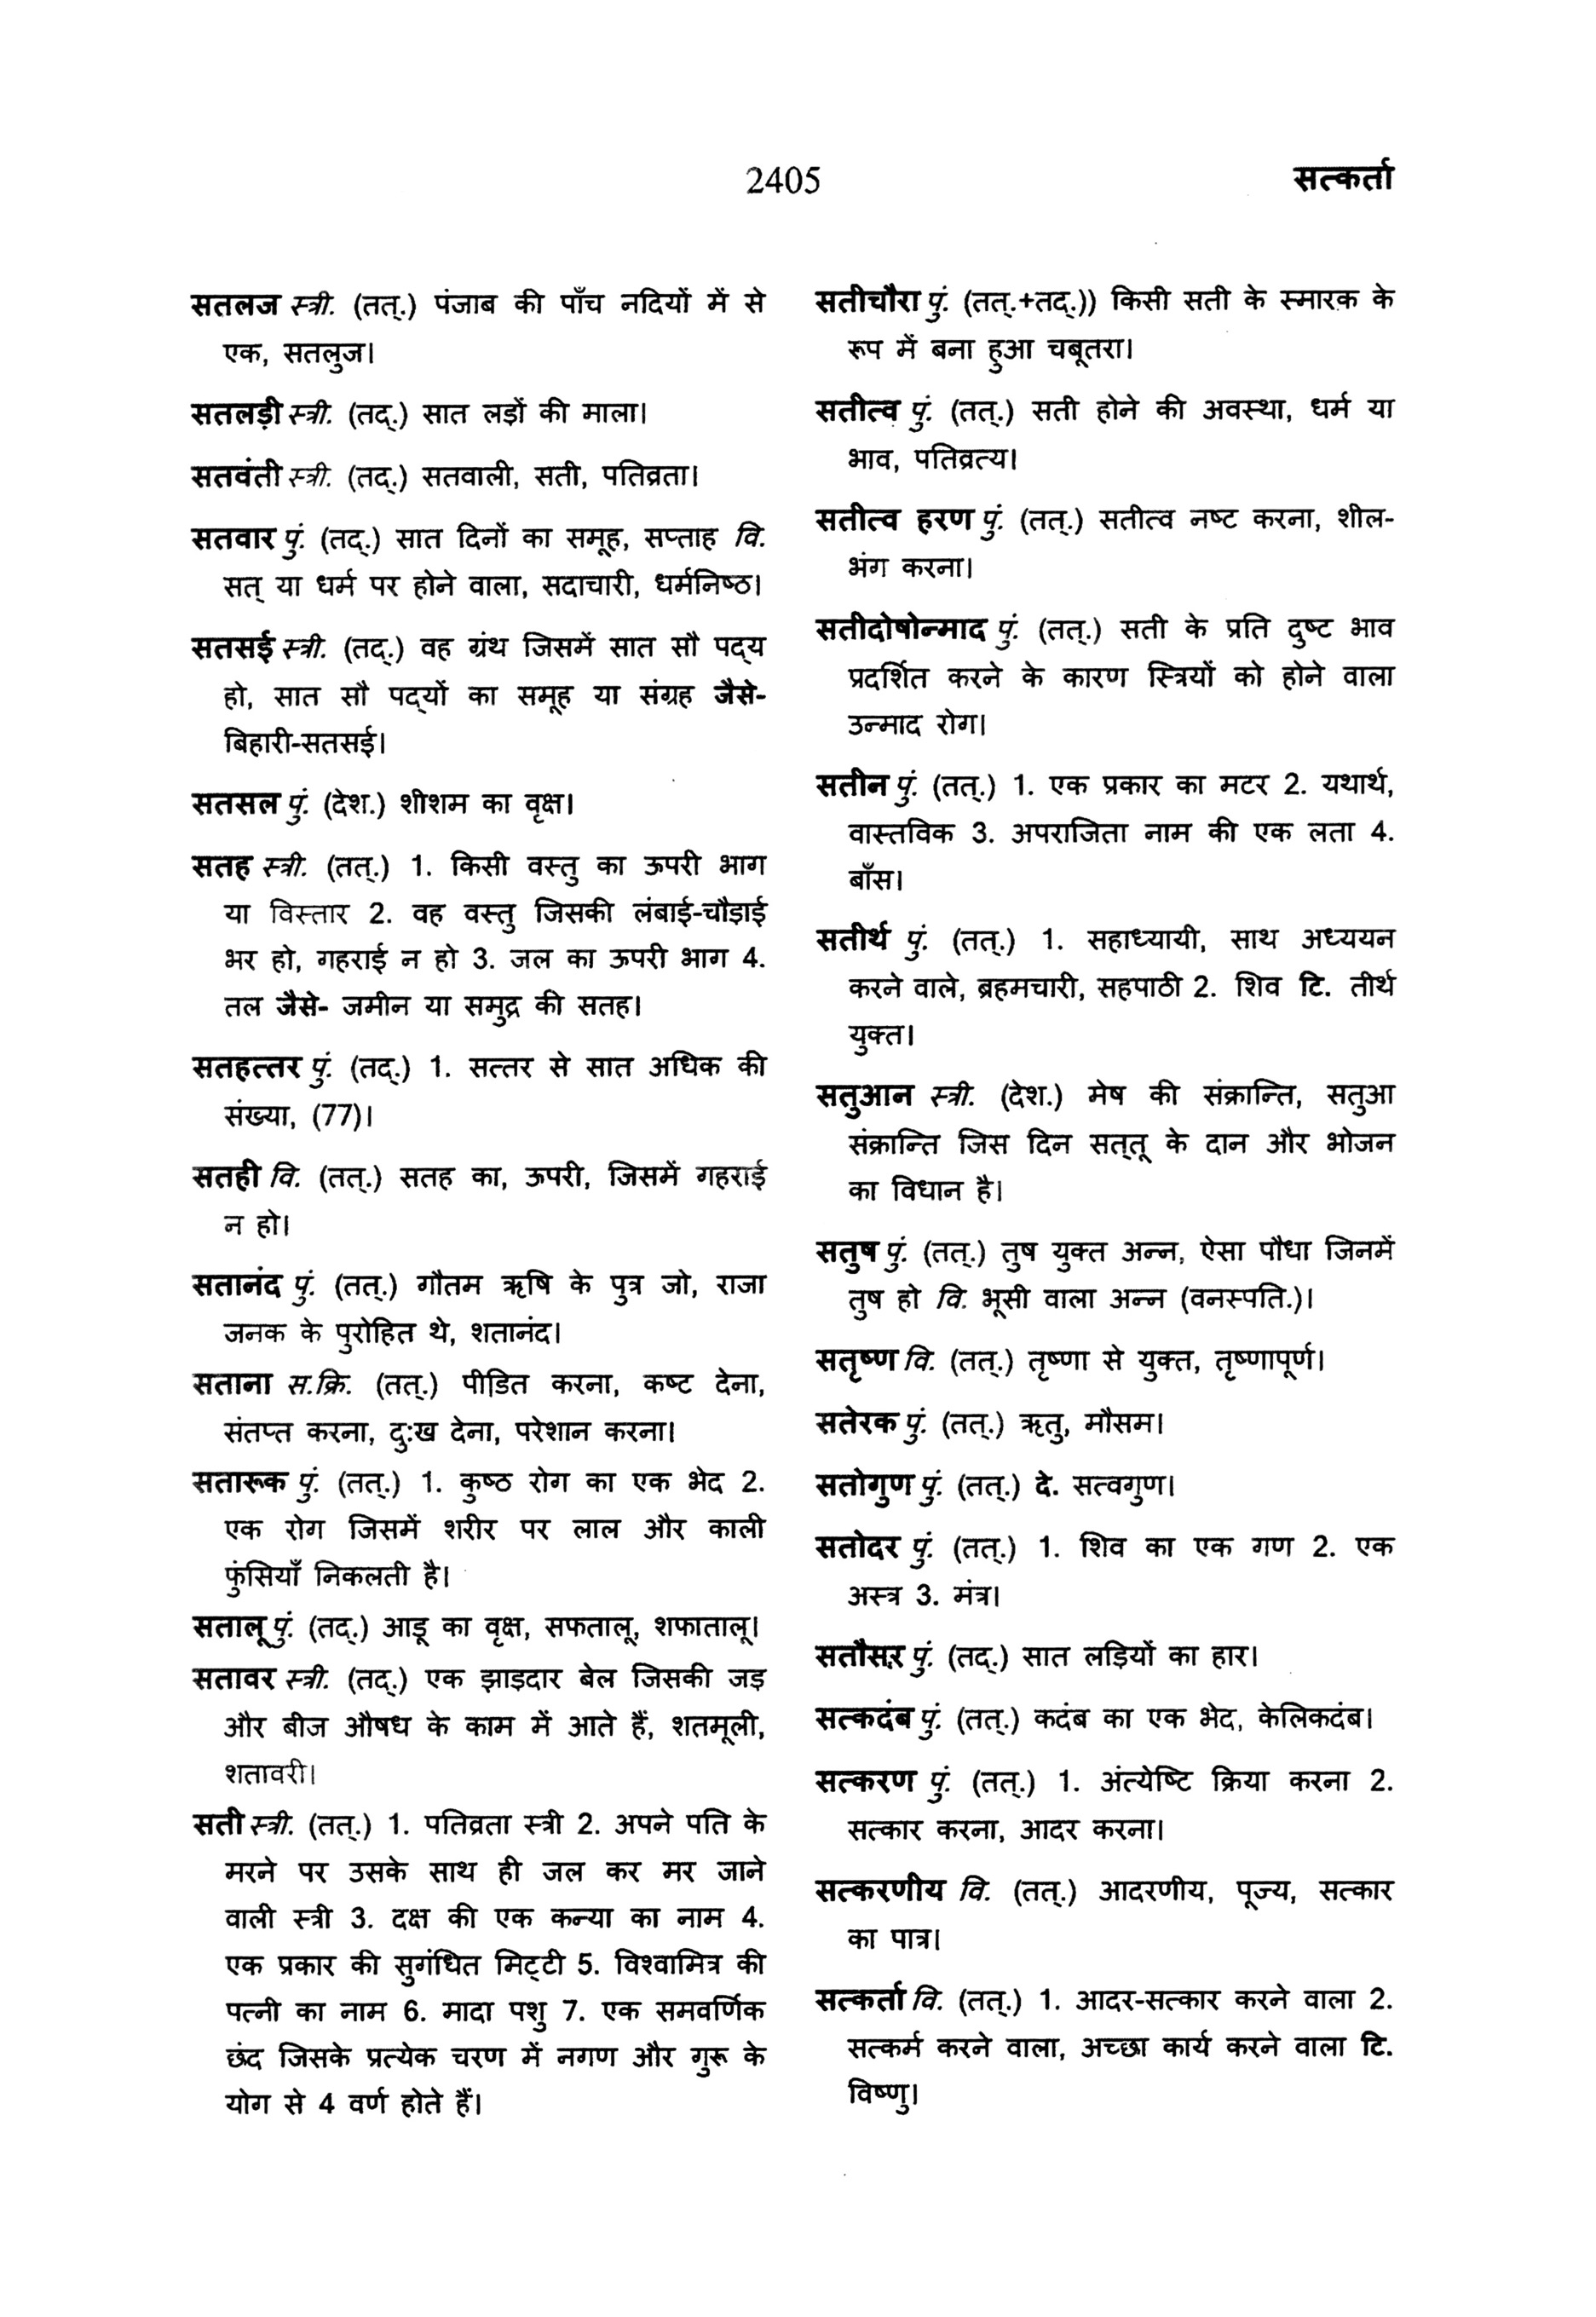 2405
सत्कर्ता
सतलज स्त्री. (तत्.) पंजाब की पाँच नदियों में से
एक, सतलुज।
सतलड़ी स्त्री. (तद्.) सात लड़ों की माला।
सतवंती स्त्री. (तद्.) सतवाली, सती, पतिव्रता।
सतवार पुं. (तद्.) सात दिनों का समूह, सप्ताह वि.
सत् या धर्म पर होने वाला, सदाचारी, धर्मनिष्ठ।
सतसई स्त्री. (तद्.) वह ग्रंथ जिसमें सात सौ पद्य
हो, सात सौ पद्यों का समूह या संग्रह जैसे-
बिहारी-सतसई।
सतसल पुं. (देश.) शीशम का वृक्ष।
सतह स्त्री. (तत्.) 1. किसी वस्तु का ऊपरी भाग
या विस्तार 2. वह वस्तु जिसकी लंबाई-चौड़ाई
भर हो, गहराई न हो 3. जल का ऊपरी भाग 4.
तल जैसे- जमीन या समुद्र की सतह।
सतहत्तर पुं. (तद्.) 1. सत्तर से सात अधिक की
संख्या, (77)।
सतही वि. (तत्.) सतह का, ऊपरी, जिसमें गहराई
न हो।
सतानंद पुं. (तत्.) गौतम ऋषि के पुत्र जो, राजा
जनक के पुरोहित थे, शतानंद।
सताना स.क्रि. (तत्.) पीडित करना, कष्ट देना,
संतप्त करना, दुःख देना, परेशान करना।
सतारूक पुं. (तत्.) 1. कुष्ठ रोग का एक भेद 2.
एक रोग जिसमें शरीर पर लाल और काली
फुंसियाँ निकलती है।
सतालू पुं. (तद्.) आडू का वृक्ष, सफतालू, शफातालू।
सतावर स्त्री. (तद्.) एक झाड़दार बेल जिसकी जड़
और बीज औषध के काम में आते हैं, शतमूली,
शतावरी।
सती स्त्री. (तत्.) 1. पतिव्रता स्त्री 2. अपने पति के
मरने पर उसके साथ ही जल कर मर जाने
वाली स्त्री 3. दक्ष की एक कन्या का नाम 4.
एक प्रकार की सुगंधित मिट्टी 5. विश्वामित्र की
पत्नी का नाम 6. मादा पशु 7. एक समवर्णिक
छंद जिसके प्रत्येक चरण में नगण और गुरू के
योग से 4 वर्ण होते हैं।
सतीचौरा पुं. (तत्.+तद्.)) किसी सती के स्मारक के
रूप में बना हुआ चबूतरा।
सतीत्व पुं. (तत्.) सती होने की अवस्था, धर्म या
भाव, पतिव्रत्य।
सतीत्व हरण पुं. (तत्.) सतीत्व नष्ट करना, शील-
भंग करना।
सतीदोषोन्माद पुं. (तत्.) सती के प्रति दुष्ट भाव
प्रदर्शित करने के कारण स्त्रियों को होने वाला
उन्माद रोग।
सतीन पुं. (तत्.) 1. एक प्रकार का मटर 2. यथार्थ,
वास्तविक 3. अपराजिता नाम की एक लता 4.
बाँस।
सतीर्थ पुं. (तत्.) 1. सहाध्यायी, साथ अध्ययन
करने वाले, ब्रहमचारी, सहपाठी 2. शिव टि. तीर्थ
युक्त।
सतुआन स्त्री. (देश.) मेष की संक्रान्ति, सतुआ
संक्रान्ति जिस दिन सत्तू के दान और भोजन
का विधान है।
सतुष पुं. (तत्.) तुष युक्त अन्न, ऐसा पौधा जिनमें
तुष हो वि. भूसी वाला अन्न (वनस्पति.)।
सतृष्ण वि. (तत्.) तृष्णा से युक्त, तृष्णापूर्ण।
सतेरक पुं. (तत्.) ऋतु, मौसम।
सतोगुण पुं. (तत्.) दे. सत्वगुण।
सतोदर पुं. (तत्.) 1. शिव का एक गण 2. एक
अस्त्र 3. मंत्र।
सतौसर पुं. (तद्.) सात लड़ियों का हार।
सत्कदंब पुं. (तत्.) कदंब का एक भेद, केलिकदंब।
सत्करण पुं. (तत्.) 1. अंत्येष्टि क्रिया करना 2.
सत्कार करना, आदर करना।
सत्करणीय वि. (तत्.) आदरणीय, पूज्य, सत्कार
का पात्र।
सत्कर्ता वि. (तत्.) 1. आदर-सत्कार करने वाला 2.
सत्कर्म करने वाला, अच्छा कार्य करने वाला टि.
विष्णु।